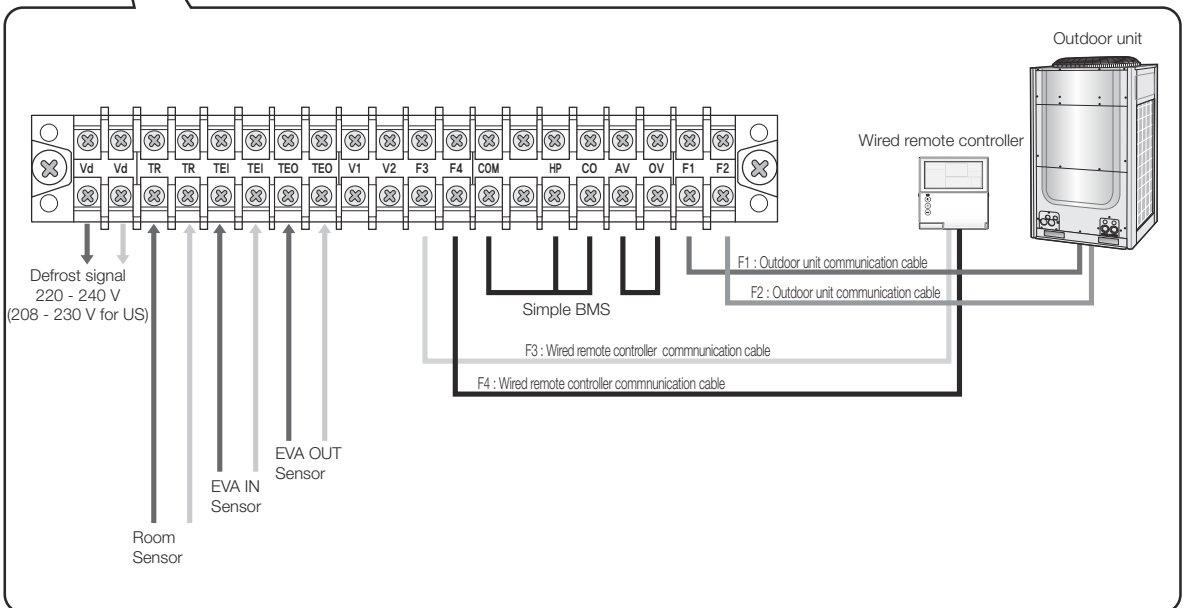 Outdoor unit
Wired remote controller
Vd Vd TR TR TEI TEI TEO TEO V1 V2 F3 F4 COM HP CO AV OV F1 F2
Defrost signal
220 - 240 V
(208 - 230 V for US)
F1 : Outdoor unit communication cable
F2 : Outdoor unit communication cable
Simple BMS
F3 : Wired remote controller commnunication cable
F4 : Wired remote controller commnunication cable
EVA OUT
Sensor
EVA IN
Sensor
Room
Sensor